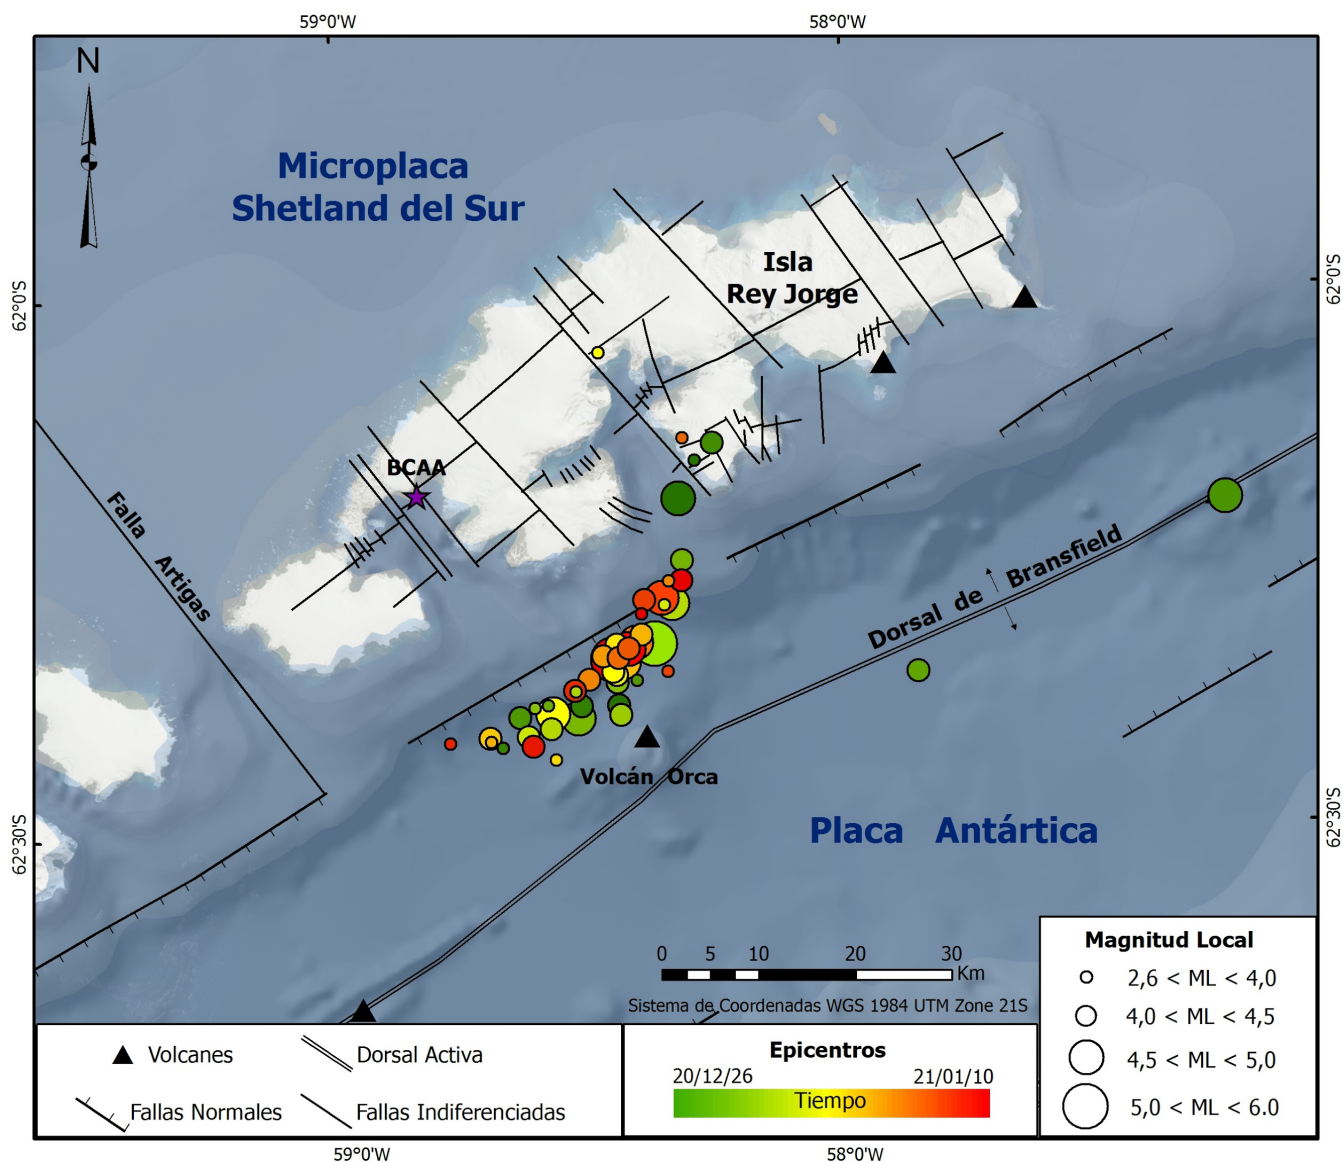 59°0'W
58°0'W
N
Microplaca
Shetland del Sur
Isla
Rey Jorge
62°0'S
62°0'S
BCAA
Falla Artigas
Dorsal de Bransfield
Volcán Orca
Placa Antártica
62°30'S
62°30'S
0 5 10 20 30
Km
Sistema de Coordenadas WGS 1984 UTM Zone 21S
Magnitud Local
2,6 < ML < 4,0
4,0 < ML < 4,5
4,5 < ML < 5,0
5,0 < ML < 6.0
Volcanes
Dorsal Activa
Fallas Normales
Fallas Indiferenciadas
Epicentros
20/12/26
21/01/10
Tiempo
59°0'W
58°0'W